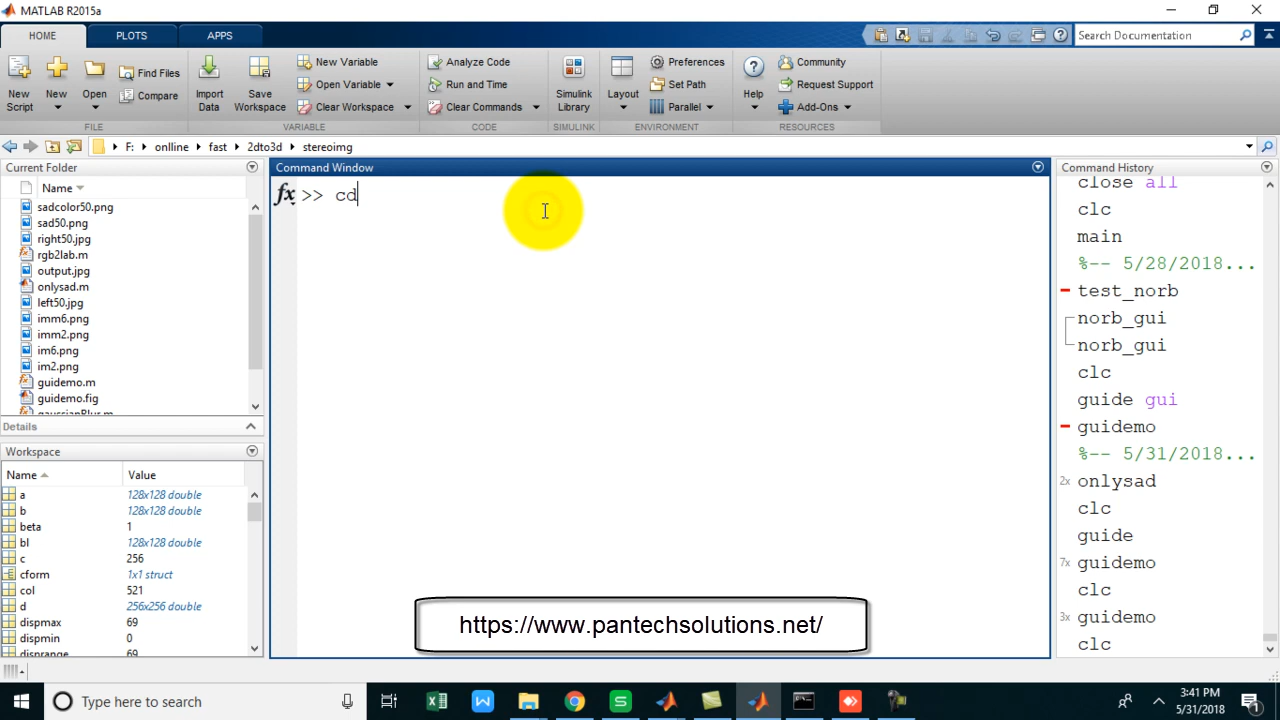 MATLAB R2015a
HOME PLOTS APPS
Search Documentation
New Script
New
Open
Find Files
Compare
FILE
Import Data
Save Workspace
New Variable
Open Variable
Clear Workspace
VARIABLE
Analyze Code
Run and Time
Clear Commands
CODE
Simulink Library
SIMULINK
Layout
Preferences
Set Path
Parallel
ENVIRONMENT
Help
Community
Request Support
Add-Ons
RESOURCES
F: onlline fast 2dto3d stereoimg
Current Folder
Name
sadcolor50.png
sad50.png
right50.jpg
rgb2lab.m
output.jpg
onlysad.m
left50.jpg
imm6.png
imm2.png
im6.png
im2.png
guidemo.m
guidemo.fig
gaussianBlur.m
Details
Workspace
Name Value
a 128x128 double
b 128x128 double
beta 1
bl 128x128 double
c 256
cform 1x1 struct
col 521
d 256x256 double
dispmax 69
dispmin 0
disprange 69
Command Window
fx >> cd
https://www.pantechsolutions.net/
Command History
close all
clc
main
%-- 5/28/2018...
test_norb
norb_gui
norb_gui
clc
guide gui
guidemo
%-- 5/31/2018...
2x onlysad
clc
guide
7x guidemo
clc
3x guidemo
clc
Type here to search
3:41 PM
5/31/2018
1